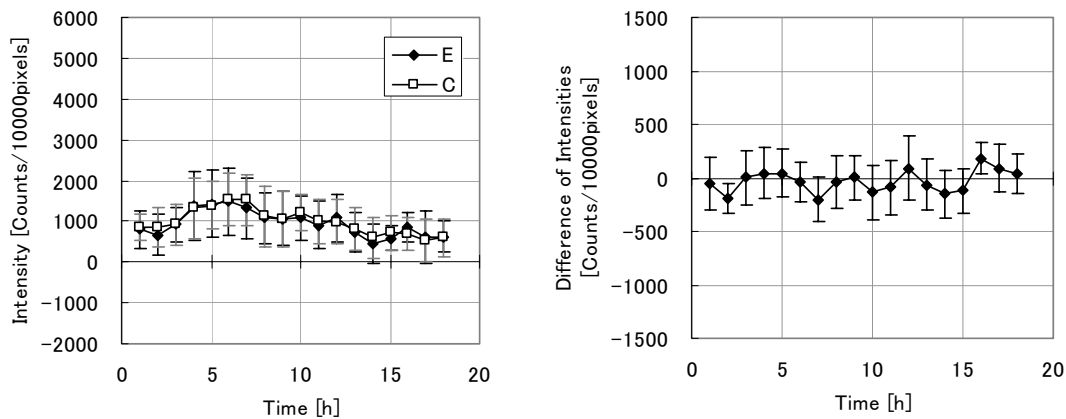 6000
5000
4000
3000
2000
1000
0
−1000
−2000
Intensity [Counts/10000pixels]
E
C
0 5 10 15 20
Time [h]
1500
1000
500
0
−500
−1000
−1500
Difference of Intensities
[Counts/10000pixels]
0 5 10 15 20
Time [h]